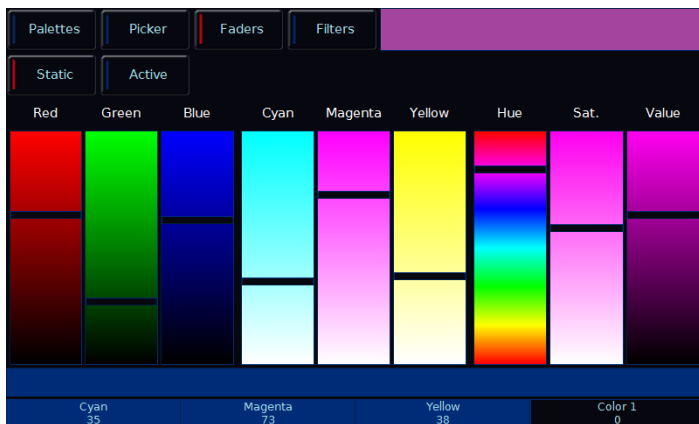 Palettes Picker Faders Filters
Static Active
Red Green Blue Cyan Magenta Yellow Hue Sat. Value
Cyan Magenta Yellow Color 1
35 73 38 0